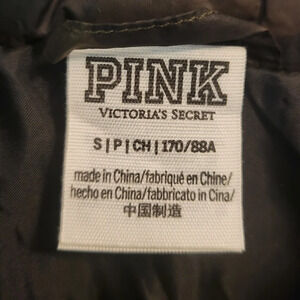 PINK
VICTORIA'S SECRET
S|P|CH|170/88A
made in China/fabriqué en Chine/
hecho en China/fabbricato in Cina/
中国制造